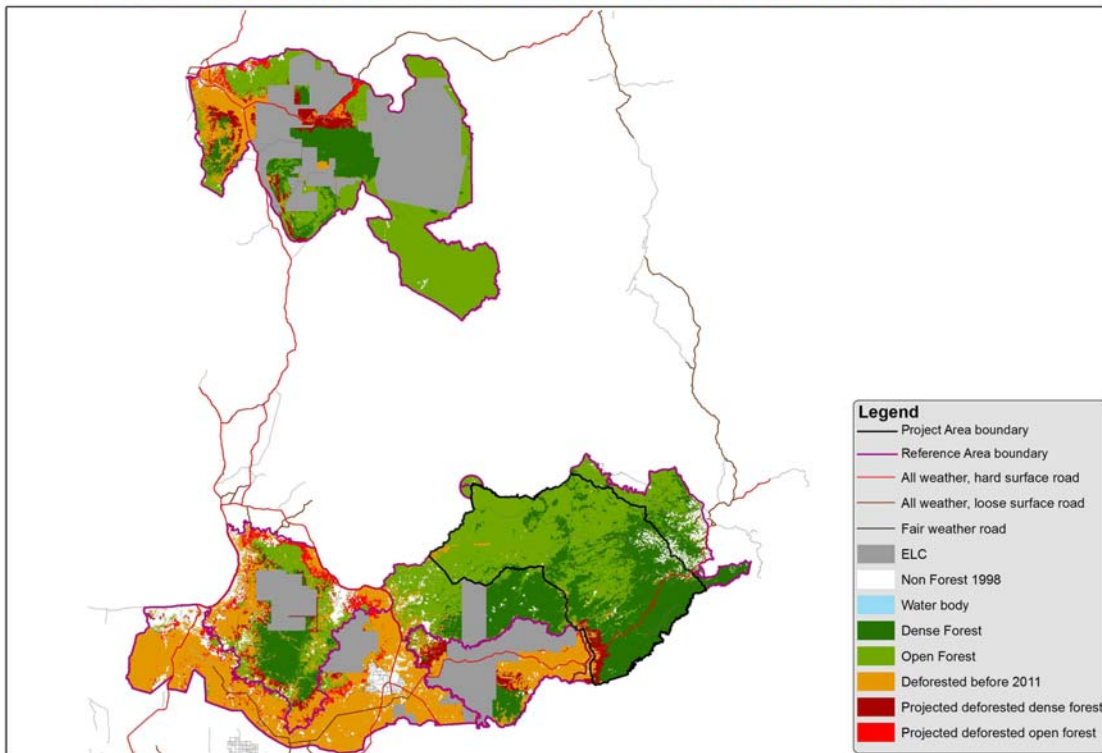 Legend
Project Area boundary
Reference Area boundary
All weather, hard surface road
All weather, loose surface road
Fair weather road
ELC
Non Forest 1998
Water body
Dense Forest
Open Forest
Deforested before 2011
Projected deforested dense forest
Projected deforested open forest